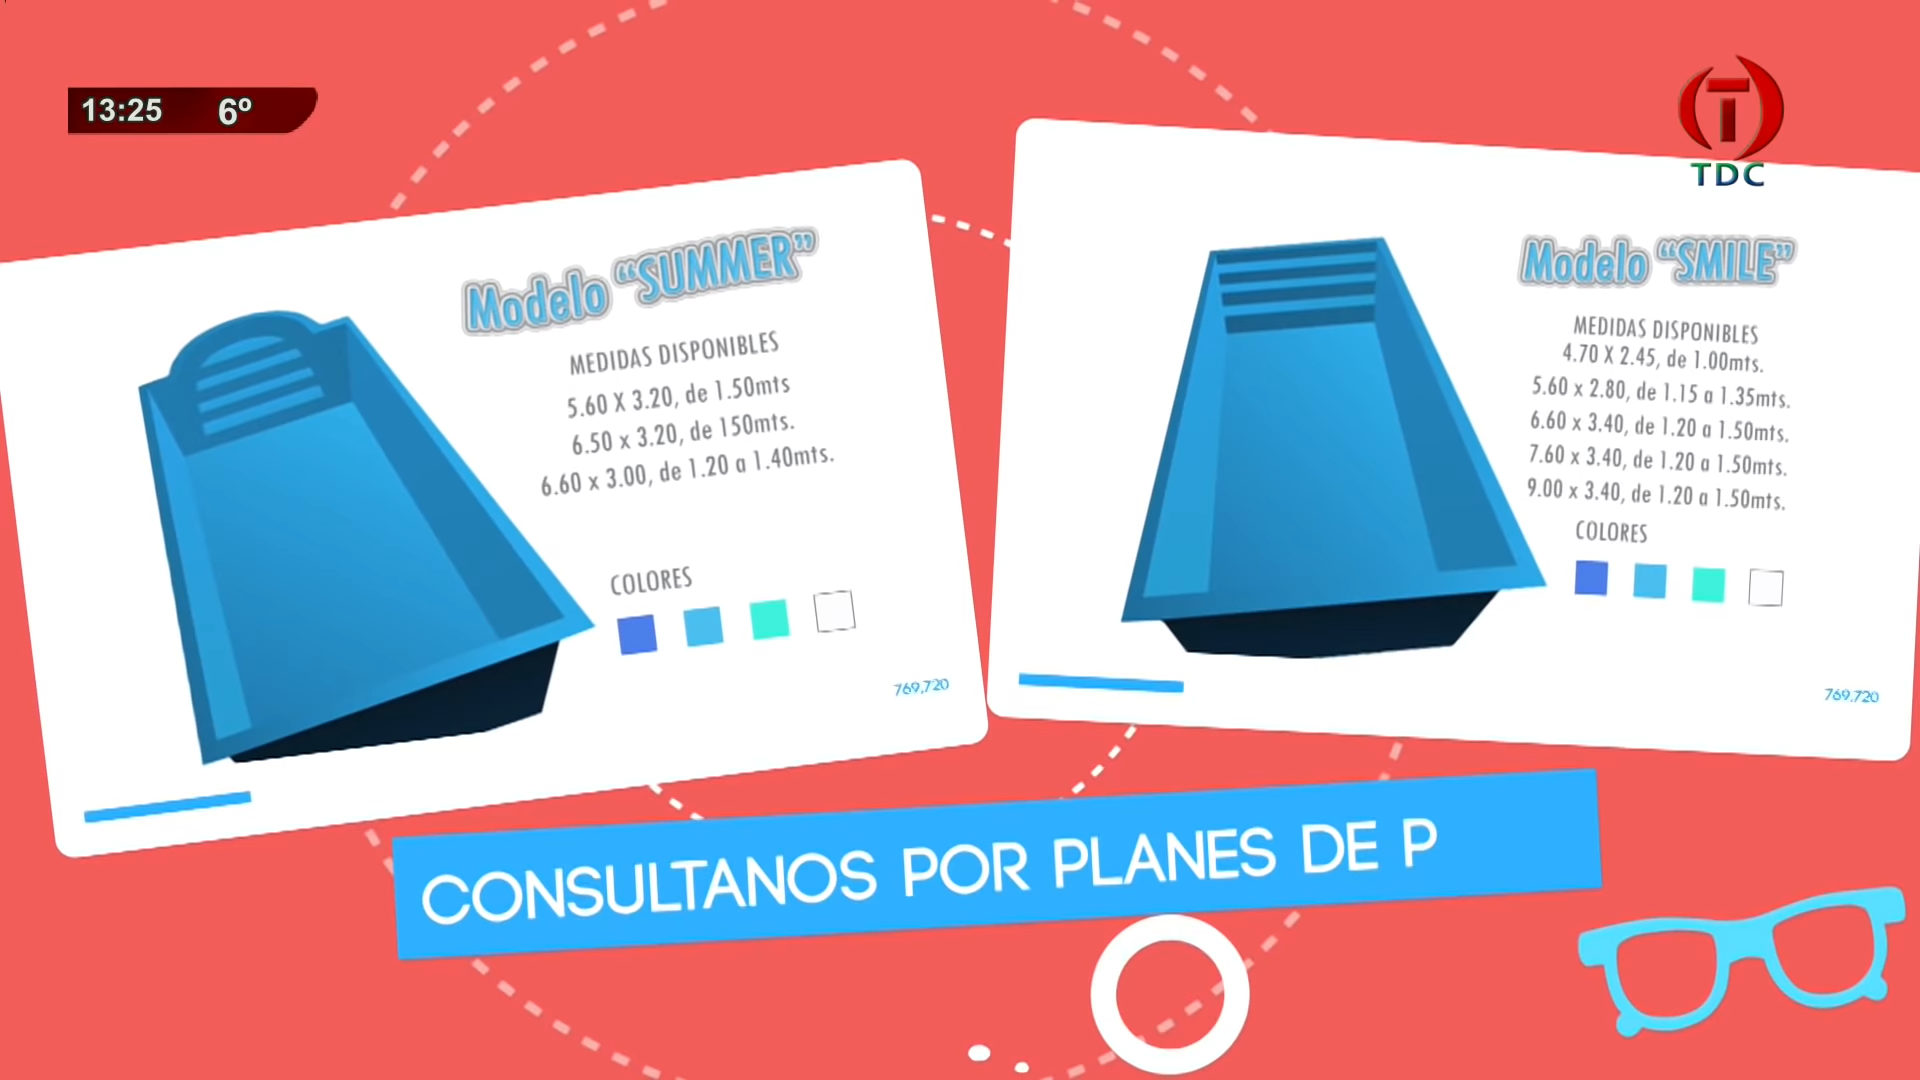 13:25 6º
T
TDC
Modelo “SUMMER”
MEDIDAS DISPONIBLES
5.60 X 3.20, de 1.50mts
6.50 x 3.20, de 150mts.
6.60 x 3.00, de 1.20 a 1.40mts.
COLORES
769,720
Modelo “SMILE”
MEDIDAS DISPONIBLES
4.70 X 2.45, de 1.00mts.
5.60 x 2.80, de 1.15 a 1.35mts.
6.60 x 3.40, de 1.20 a 1.50mts.
7.60 x 3.40, de 1.20 a 1.50mts.
9.00 x 3.40, de 1.20 a 1.50mts.
COLORES
769,720
CONSULTANOS POR PLANES DE P